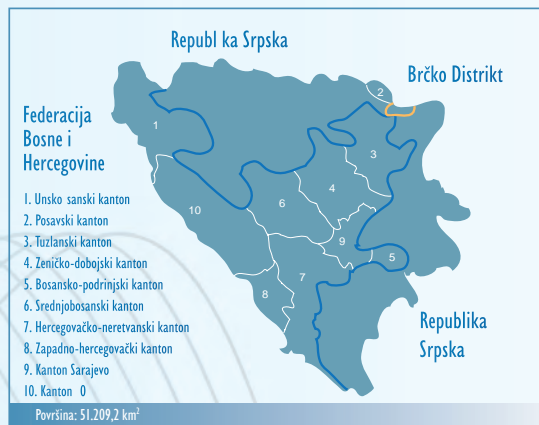 Republ ka Srpska
Brčko Distrikt
Federacija
Bosne i
Hercegovine
1. Unsko sanski kanton
2. Posavski kanton
3. Tuzlanski kanton
4. Zeničko-dobojski kanton
5. Bosansko-podrinjski kanton
6. Srednjobosanski kanton
7. Hercegovačko-neretvanski kanton
8. Zapadno-hercegovački kanton
9. Kanton Sarajevo
10. Kanton 0
1
2
3
4
5
6
7
8
9
10
Republika
Srpska
Površina: 51.209,2 km²